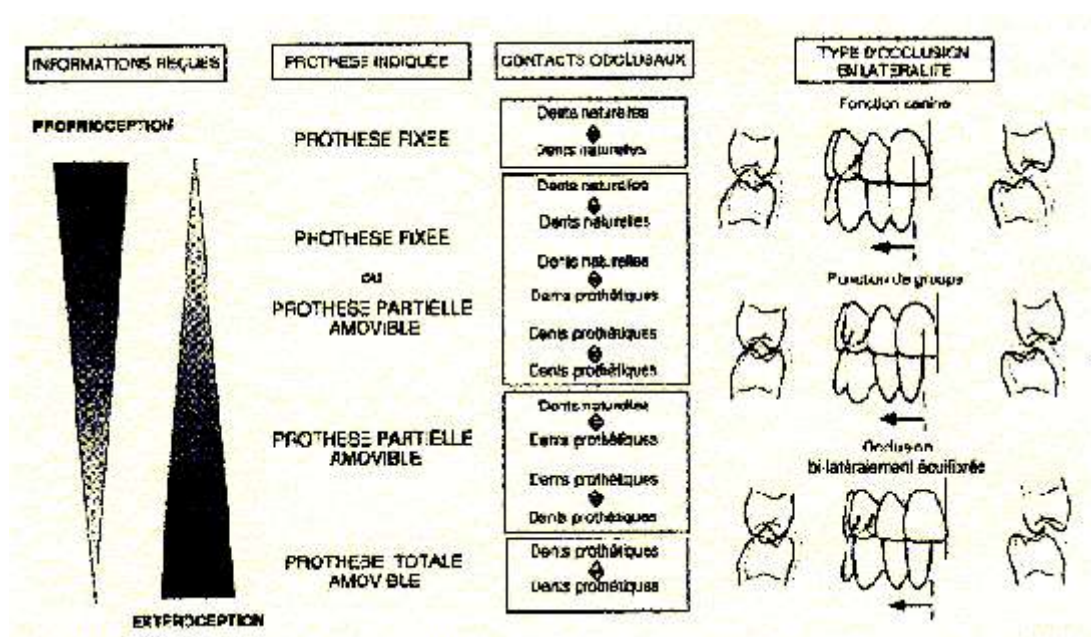 INFORMATIONS REÇUES
PROTHESE INDIQUÉE
CONTACTS OCCLUSAUX
TYPE D'OCCLUSION
EN LATERALITE
PROPRIOCEPTION
EXTEROCEPTION
PROTHESE FIXÉE
PROTHESE FIXÉE
OU
PROTHESE PARTIELLE
AMOVIBLE
PROTHESE PARTIELLE
AMOVIBLE
PROTHESE TOTALE
AMOVIBLE
Dents naturelles
Dents naturelles
Dents naturelles
Dents naturelles
Dents naturelles
Dents prothétiques
Dents prothétiques
Dents prothétiques
Dents naturelles
Dents prothétiques
Dents prothétiques
Dents prothétiques
Dents prothétiques
Dents prothétiques
Fonction canine
Fonction de groupe
Occlusion
bi-latéralement équilibrés